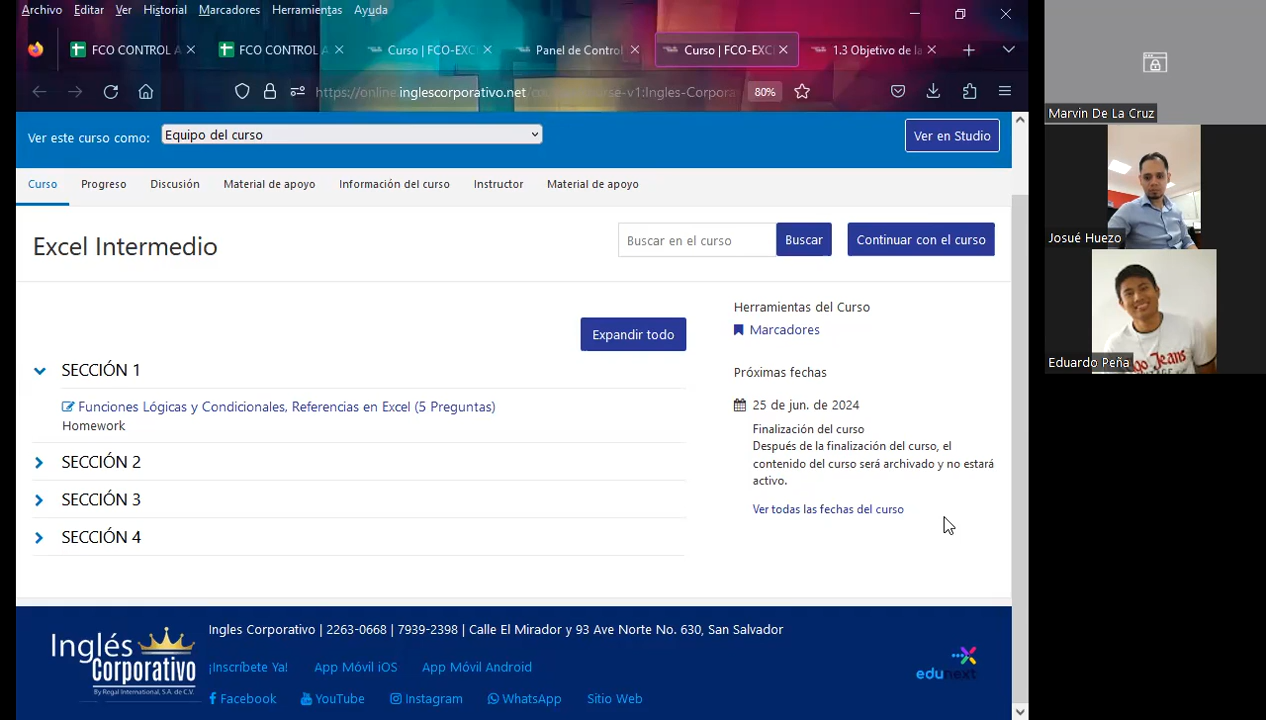 Archivo Editar Ver Historial Marcadores Herramientas Ayuda
FCO CONTROL A
FCO CONTROL A
Curso | FCO-EXC
Panel de Control
Curso | FCO-EXC
1.3 Objetivo de la
https://online.inglescorporativo.net/
80%
Ver este curso como:
Equipo del curso
Ver en Studio
Curso Progreso Discusión Material de apoyo Información del curso Instructor Material de apoyo
Excel Intermedio
Buscar en el curso
Buscar
Continuar con el curso
Herramientas del Curso
Marcadores
Expandir todo
SECCIÓN 1
Funciones Lógicas y Condicionales, Referencias en Excel (5 Preguntas)
Homework
SECCIÓN 2
SECCIÓN 3
SECCIÓN 4
Próximas fechas
25 de jun. de 2024
Finalización del curso
Después de la finalización del curso, el
contenido del curso será archivado y no estará
activo.
Ver todas las fechas del curso
Inglés
Corporativo
By Regal International, S.A. de C.V.
Ingles Corporativo | 2263-0668 | 7939-2398 | Calle El Mirador y 93 Ave Norte No. 630, San Salvador
¡Inscríbete Ya! App Móvil iOS App Móvil Android
Facebook YouTube Instagram WhatsApp Sitio Web
edunext
Marvin De La Cruz
Josué Huezo
Eduardo Peña